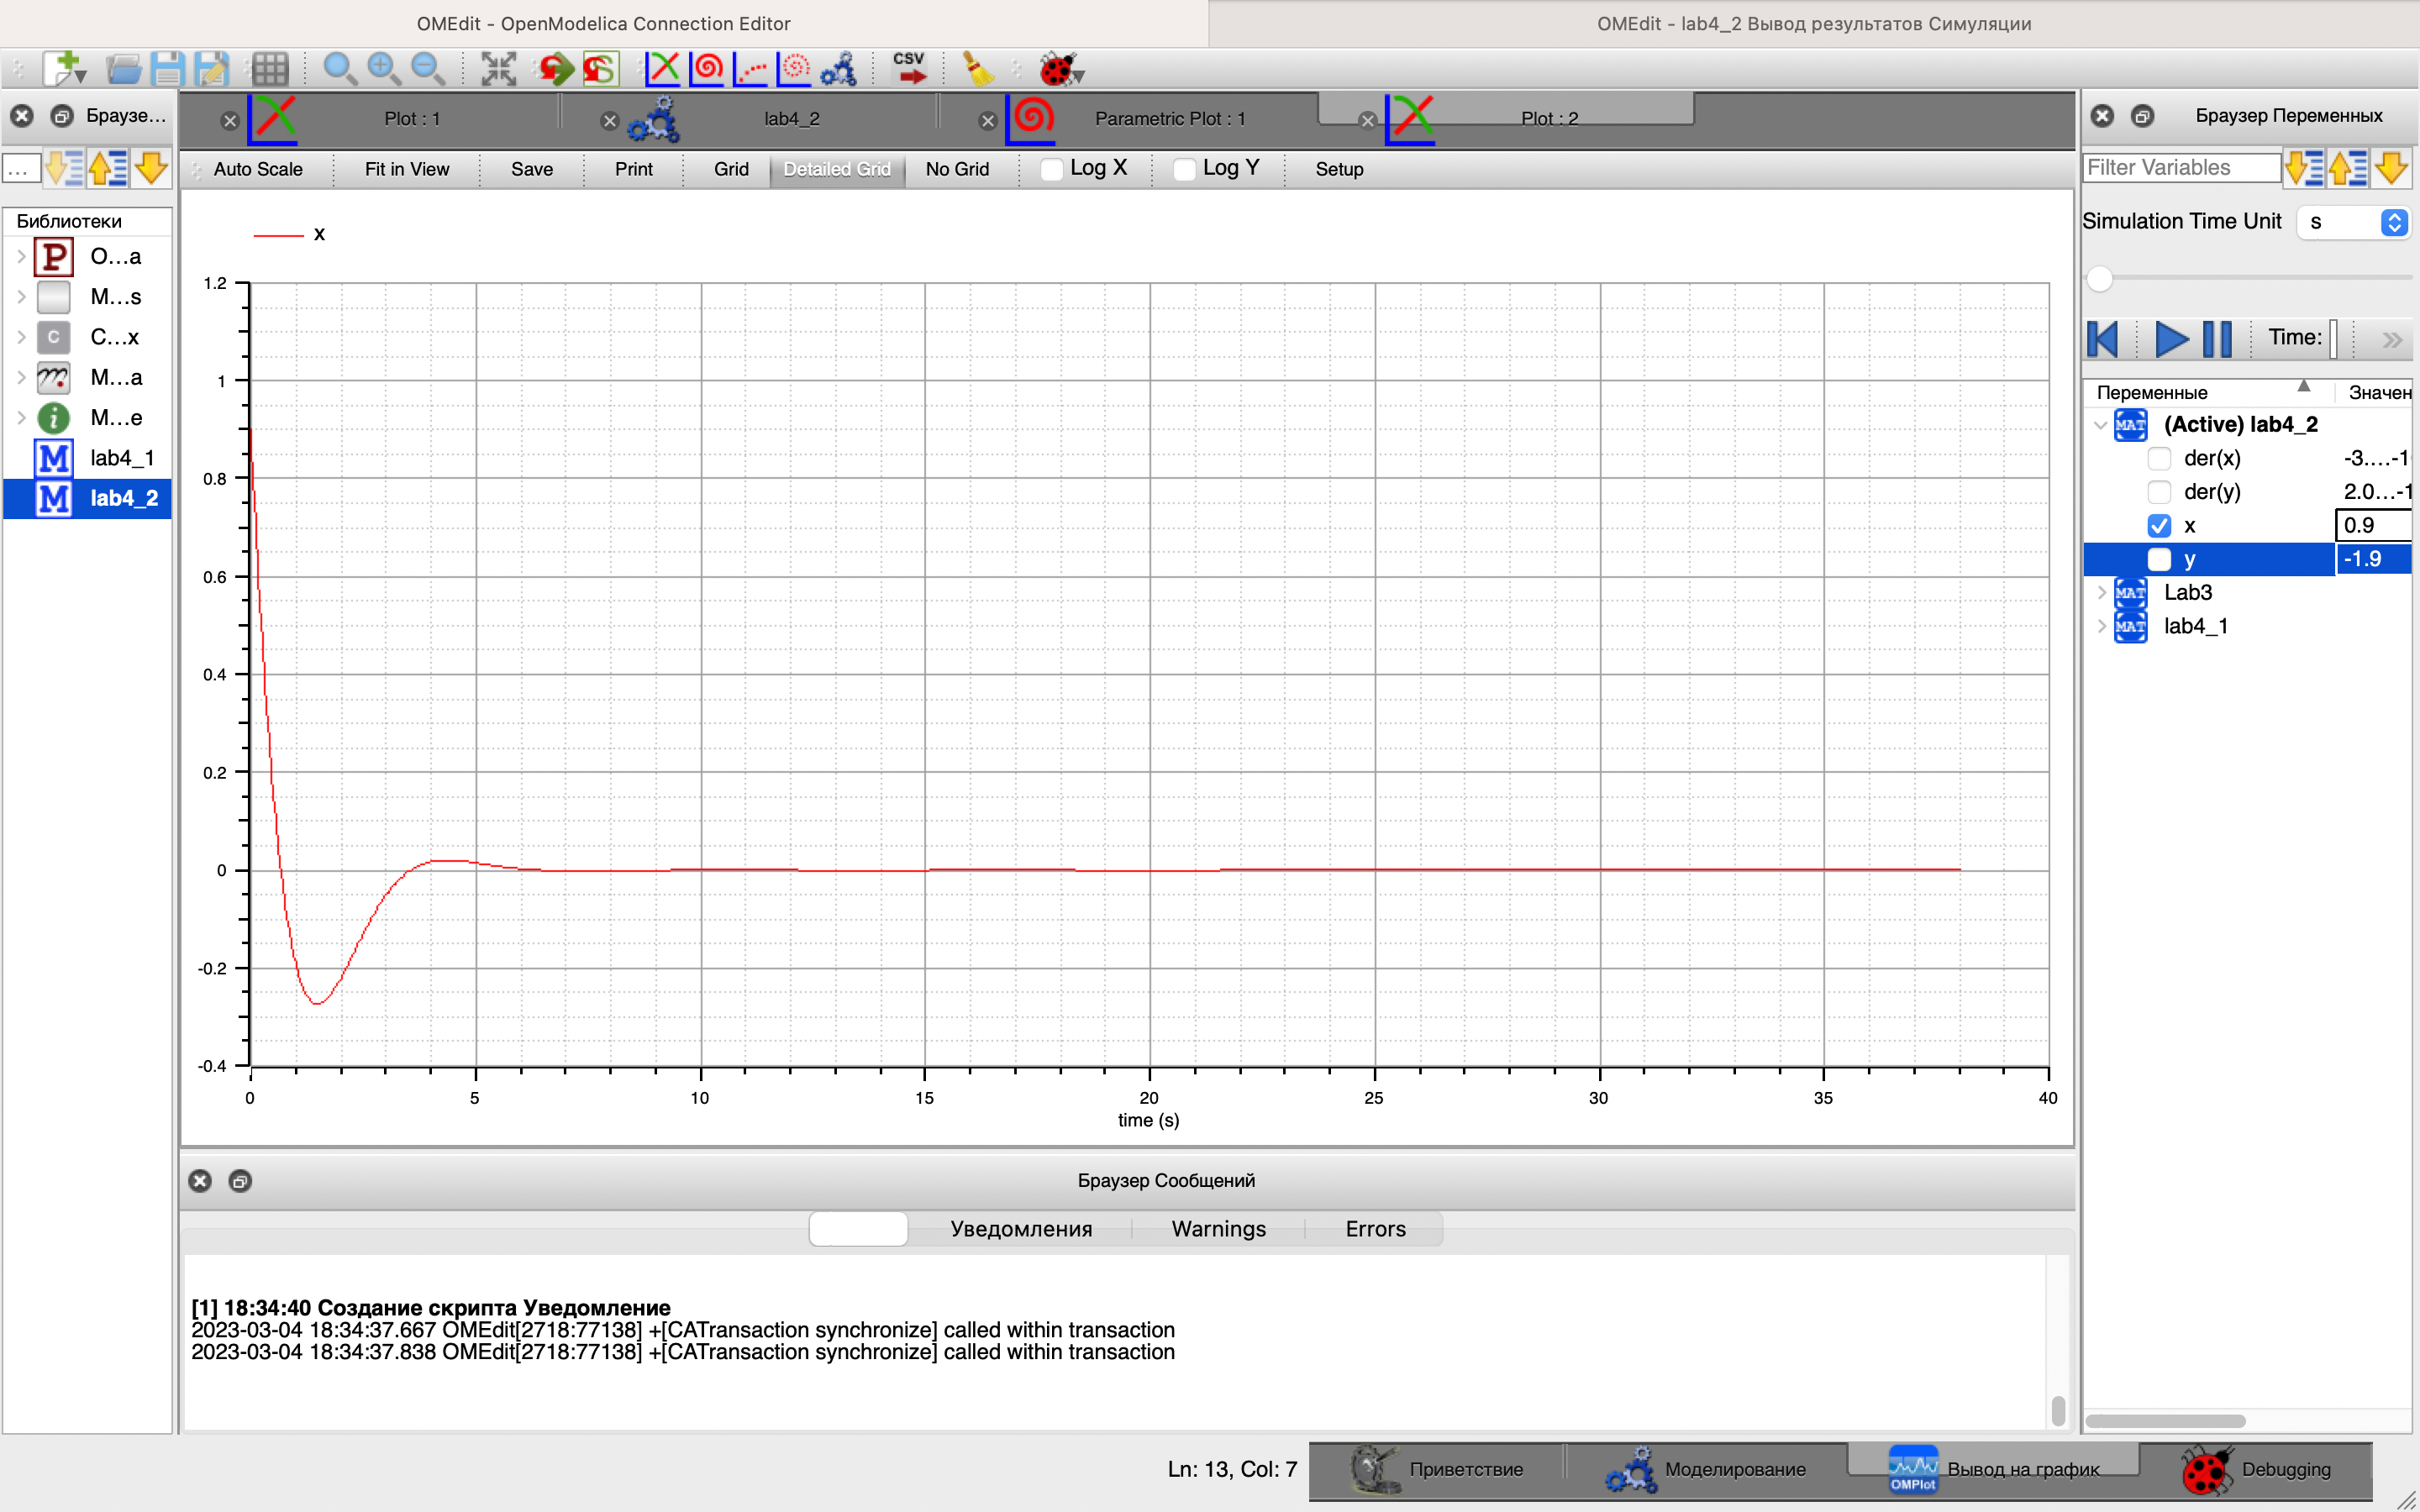 OMEdit - OpenModelica Connection Editor
OMEdit - lab4_2 Вывод результатов Симуляции
CSV
Браузе...
Plot : 1
lab4_2
Parametric Plot : 1
Plot : 2
Браузер Переменных
...
Auto Scale
Fit in View
Save
Print
Grid
Detailed Grid
No Grid
Log X
Log Y
Setup
Filter Variables
Библиотеки
P O...a
M...s
C C...x
M...a
i M...e
M lab4_1
M lab4_2
x
1.2
1
0.8
0.6
0.4
0.2
0
-0.2
-0.4
0
5
10
15
20
25
30
35
40
time (s)
Simulation Time Unit
s
Time:
»
Переменные
Значен
MAT (Active) lab4_2
der(x) -3....-1
der(y) 2.0...-1
x 0.9
y -1.9
MAT Lab3
MAT lab4_1
Браузер Сообщений
Уведомления
Warnings
Errors
[1] 18:34:40 Создание скрипта Уведомление
2023-03-04 18:34:37.667 OMEdit[2718:77138] +[CATransaction synchronize] called within transaction
2023-03-04 18:34:37.838 OMEdit[2718:77138] +[CATransaction synchronize] called within transaction
Ln: 13, Col: 7
Приветствие
Моделирование
OMPlot
Вывод на график
Debugging